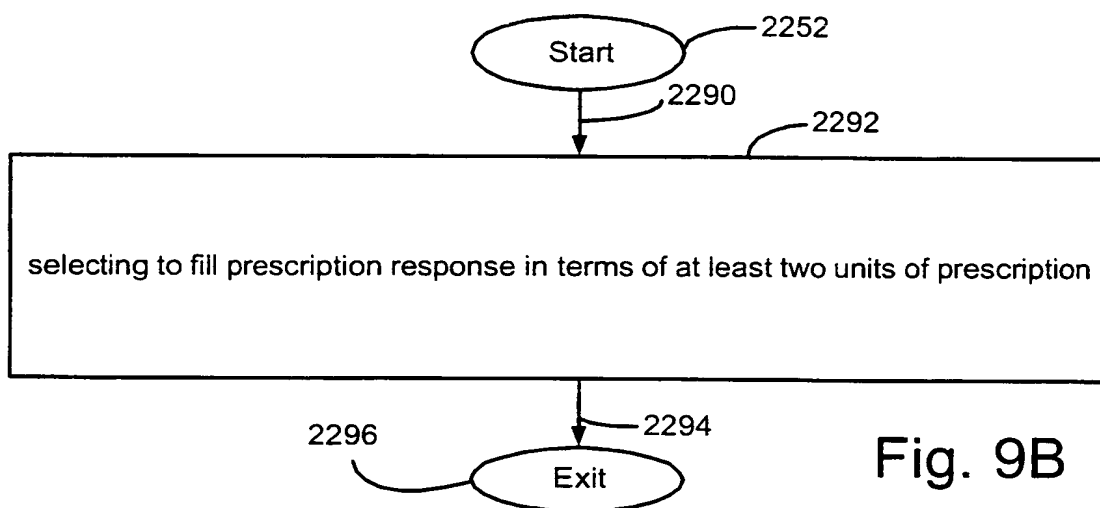 Start
2252
2290
2292
selecting to fill prescription response in terms of at least two units of prescription
2294
2296
Exit
Fig. 9B